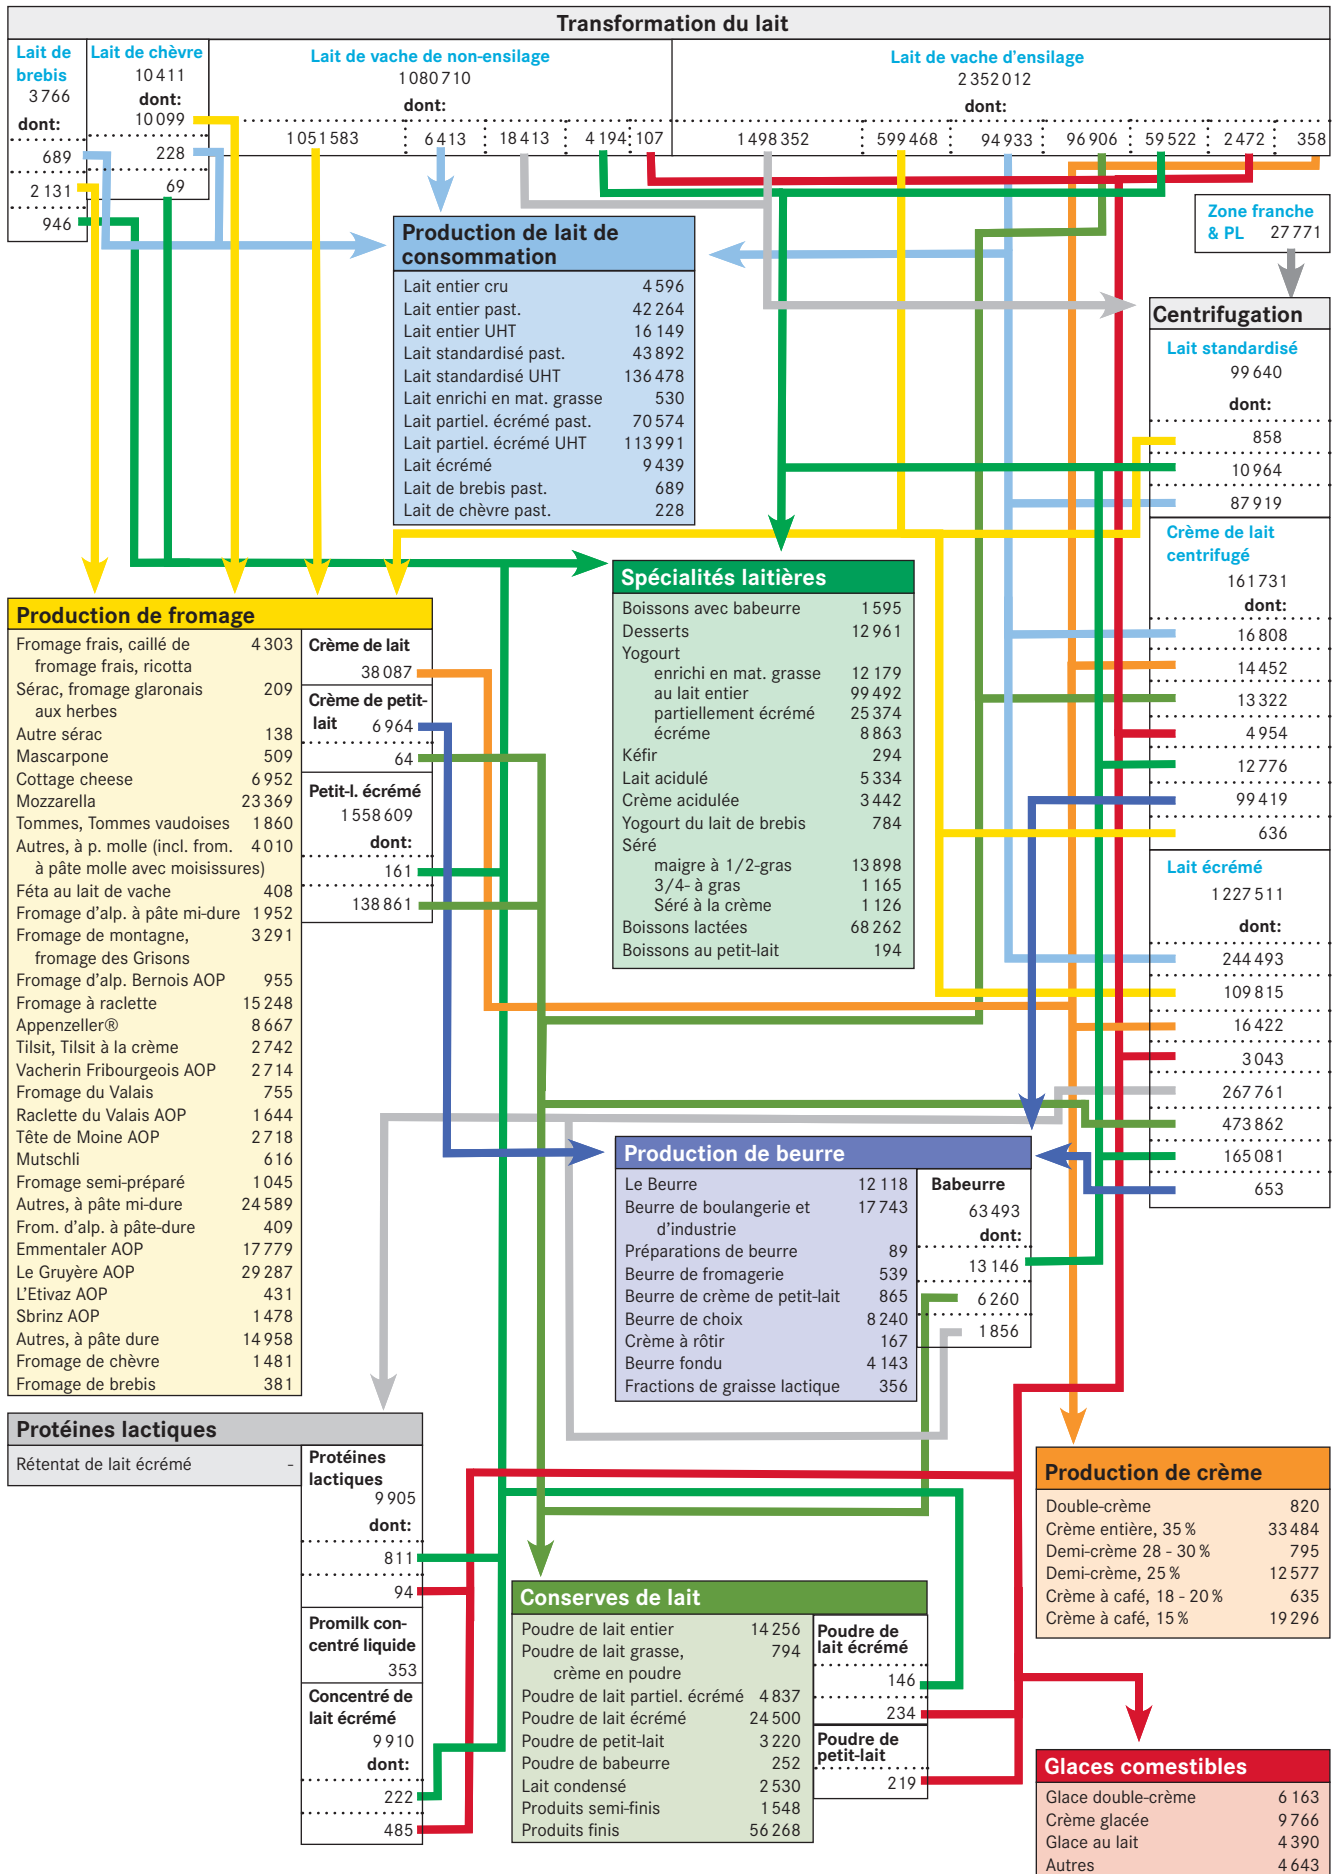 Transformation du lait
Lait de brebis
3 766
dont:
689
2 131
946
Lait de chèvre
10 411
dont:
10 099
228
69
Lait de vache de non-ensilage
1 080 710
dont:
1 051 583 6 413 18 413 4 194 107
Lait de vache d'ensilage
2 352 012
dont:
1 498 352 599 468 94 933 96 906 59 522 2 472 358
Zone franche
& PL 27 771
Production de lait de
consommation
Lait entier cru 4 596
Lait entier past. 42 264
Lait entier UHT 16 149
Lait standardisé past. 43 892
Lait standardisé UHT 136 478
Lait enrichi en mat. grasse 530
Lait partiel. écrémé past. 70 574
Lait partiel. écrémé UHT 113 991
Lait écrémé 9 439
Lait de brebis past. 689
Lait de chèvre past. 228
Centrifugation
Lait standardisé
99 640
dont:
858
10 964
87 919
Crème de lait
centrifugé
161 731
dont:
16 808
14 452
13 322
4 954
12 776
99 419
636
Lait écrémé
1 227 511
dont:
244 493
109 815
16 422
3 043
267 761
473 862
165 081
653
Spécialités laitières
Boissons avec babeurre 1 595
Desserts 12 961
Yogourt
enrichi en mat. grasse 12 179
au lait entier 99 492
partiellement écrémé 25 374
écréme 8 863
Kéfir 294
Lait acidulé 5 334
Crème acidulée 3 442
Yogourt du lait de brebis 784
Séré
maigre à 1/2-gras 13 898
3/4- à gras 1 165
Séré à la crème 1 126
Boissons lactées 68 262
Boissons au petit-lait 194
Production de fromage
Fromage frais, caillé de 4 303
fromage frais, ricotta
Sérac, fromage glaronais 209
aux herbes
Autre sérac 138
Mascarpone 509
Cottage cheese 6 952
Mozzarella 23 369
Tommes, Tommes vaudoises 1 860
Autres, à p. molle (incl. from. 4 010
à pâte molle avec moisissures)
Féta au lait de vache 408
Fromage d'alp. à pâte mi-dure 1 952
Fromage de montagne, 3 291
fromage des Grisons
Fromage d'alp. Bernois AOP 955
Fromage à raclette 15 248
Appenzeller® 8 667
Tilsit, Tilsit à la crème 2 742
Vacherin Fribourgeois AOP 2 714
Fromage du Valais 755
Raclette du Valais AOP 1 644
Tête de Moine AOP 2 718
Mutschli 616
Fromage semi-préparé 1 045
Autres, à pâte mi-dure 24 589
From. d'alp. à pâte-dure 409
Emmentaler AOP 17 779
Le Gruyère AOP 29 287
L'Etivaz AOP 431
Sbrinz AOP 1 478
Autres, à pâte dure 14 958
Fromage de chèvre 1 481
Fromage de brebis 381
Crème de lait
38 087
Crème de petit-
lait 6 964
64
Petit-l. écrémé
1 558 609
dont:
161
138 861
Production de beurre
Le Beurre 12 118
Beurre de boulangerie et 17 743
d'industrie
Préparations de beurre 89
Beurre de fromagerie 539
Beurre de crème de petit-lait 865
Beurre de choix 8 240
Crème à rôtir 167
Beurre fondu 4 143
Fractions de graisse lactique 356
Babeurre
63 493
dont:
13 146
6 260
1 856
Protéines lactiques
Rétentat de lait écrémé -
Protéines
lactiques
9 905
dont:
811
94
Promilk con-
centré liquide
353
Concentré de
lait écrémé
9 910
dont:
222
485
Conserves de lait
Poudre de lait entier 14 256
Poudre de lait grasse, 794
crème en poudre
Poudre de lait partiel. écrémé 4 837
Poudre de lait écrémé 24 500
Poudre de petit-lait 3 220
Poudre de babeurre 252
Lait condensé 2 530
Produits semi-finis 1 548
Produits finis 56 268
Poudre de
lait écrémé
146
234
Poudre de
petit-lait
219
Production de crème
Double-crème 820
Crème entière, 35 % 33 484
Demi-crème 28 - 30 % 795
Demi-crème, 25 % 12 577
Crème à café, 18 - 20 % 635
Crème à café, 15 % 19 296
Glaces comestibles
Glace double-crème 6 163
Crème glacée 9 766
Glace au lait 4 390
Autres 4 643